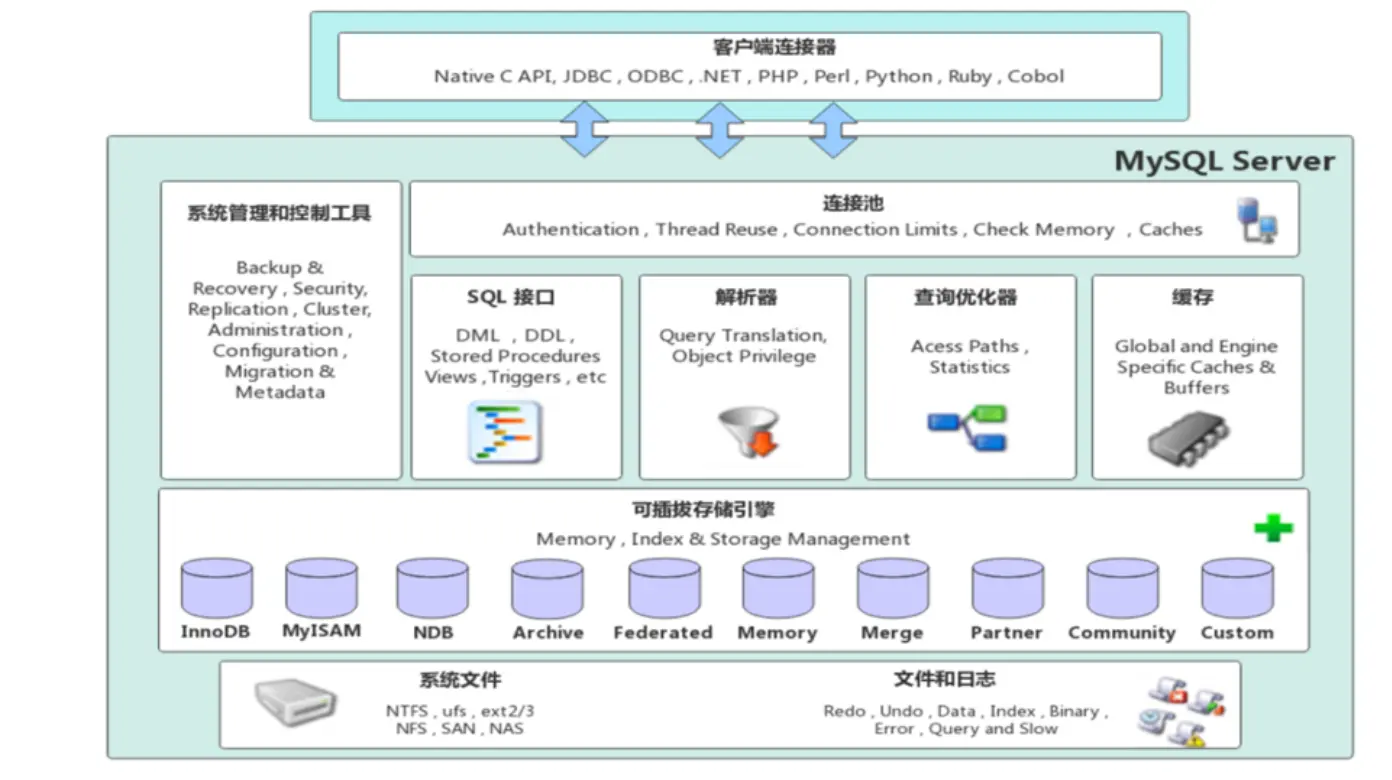 客户端连接器
Native C API, JDBC , ODBC , .NET , PHP , Perl , Python , Ruby , Cobol
MySQL Server
系统管理和控制工具
Backup &
Recovery , Security,
Replication , Cluster,
Administration ,
Configuration ,
Migration &
Metadata
连接池
Authentication , Thread Reuse , Connection Limits , Check Memory , Caches
SQL 接口
DML , DDL ,
Stored Procedures
Views ,Triggers , etc
解析器
Query Translation,
Object Privilege
查询优化器
Acess Paths ,
Statistics
缓存
Global and Engine
Specific Caches &
Buffers
可插拔存储引擎
Memory , Index & Storage Management
InnoDB
MyISAM
NDB
Archive
Federated
Memory
Merge
Partner
Community
Custom
系统文件
NTFS , ufs , ext2/3
NFS , SAN , NAS
文件和日志
Redo , Undo , Data , Index , Binary ,
Error , Query and Slow